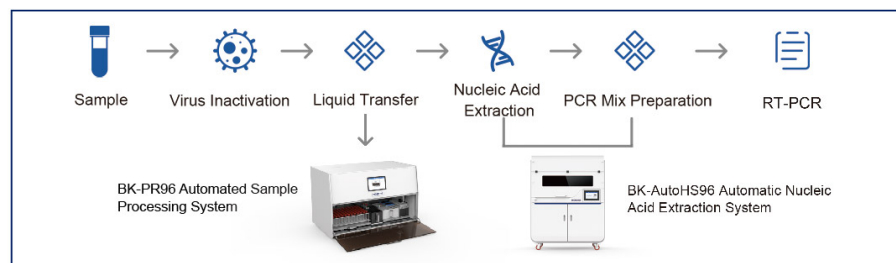 Sample
Virus Inactivation
Liquid Transfer
Nucleic Acid
Extraction
PCR Mix Preparation
RT-PCR
BK-PR96 Automated Sample
Processing System
BK-AutoHS96 Automatic Nucleic
Acid Extraction System